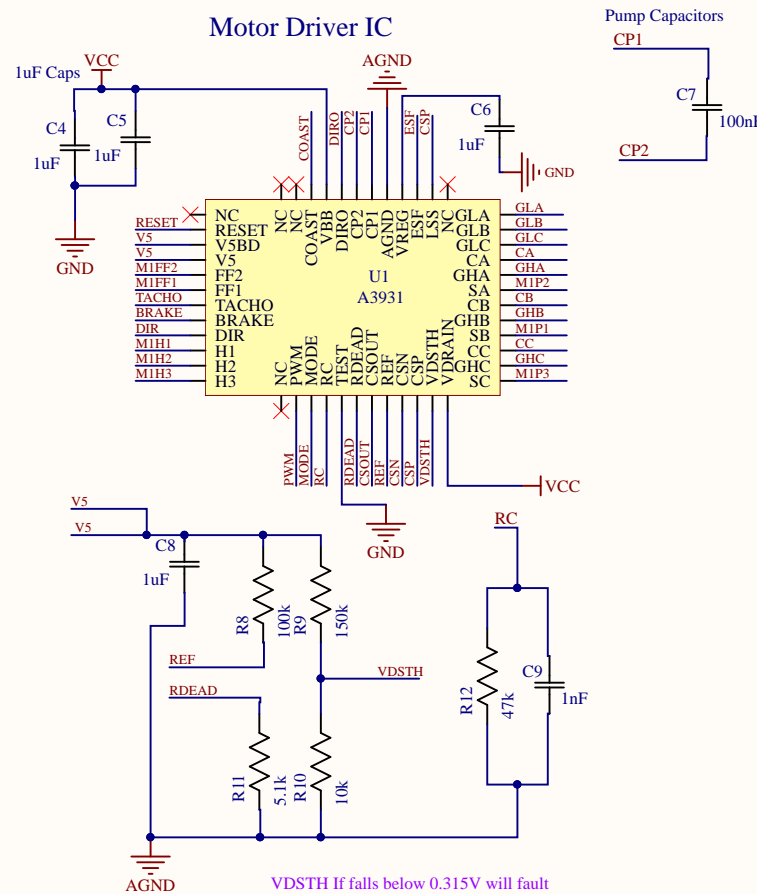 Motor Driver IC
Pump Capacitors
CP1
C7
100nF
CP2
VCC
1uF Caps
C4
1uF
C5
1uF
GND
AGND
C6
1uF
GND
COAST
DIRO
CP2
CP1
ESF
CSP
NC
NC
COAST
VBB
DIRO
CP2
CP1
AGND
VREG
ESF
LSS
NC
RESET
V5
V5
M1FF2
M1FF1
TACHO
BRAKE
DIR
M1H1
M1H2
M1H3
NC
RESET
V5BD
V5
FF2
FF1
TACHO
BRAKE
DIR
H1
H2
H3
U1
A3931
GLA
GLB
GLC
CA
GHA
SA
CB
GHB
SB
CC
GHC
SC
GLA
GLB
GLC
CA
GHA
M1P2
CB
GHB
M1P1
CC
GHC
M1P3
NC
PWM
MODE
RC
TEST
RDEAD
CSOUT
REF
CSN
CSP
VDSTH
VDRAIN
PWM
MODE
RC
RDEAD
CSOUT
REF
CSN
CSP
VDSTH
VCC
GND
V5
V5
C8
1uF
R8
100k
R9
150k
REF
VDSTH
RDEAD
R11
5.1k
R10
10k
AGND
RC
R12
47k
C9
1nF
VDSTH If falls below 0.315V will fault